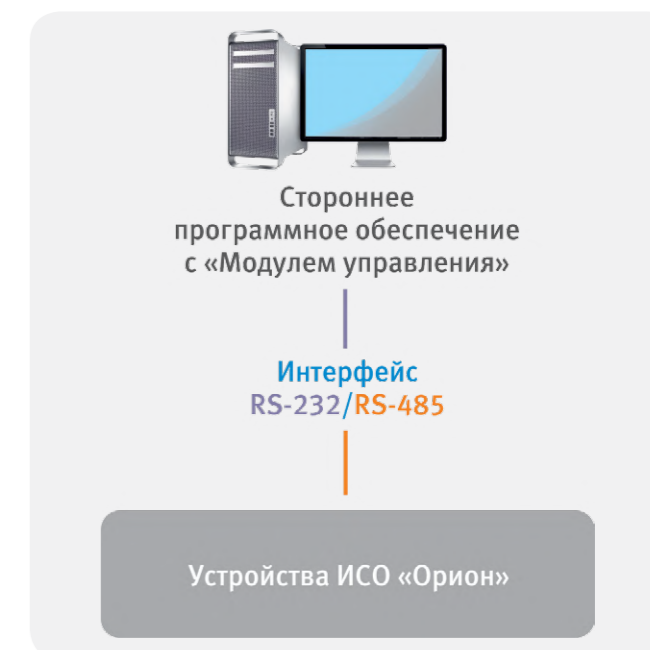 Стороннее
программное обеспечение
с «Модулем управления»
Интерфейс
RS-232/RS-485
Устройства ИСО «Орион»